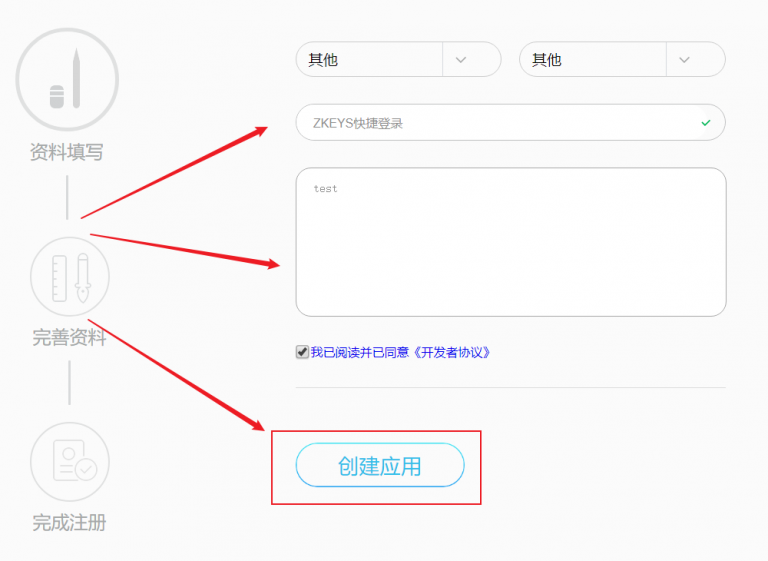 其他
其他
ZKEYS快捷登录
资料填写
test
完善资料
我已阅读并已同意《开发者协议》
创建应用
完成注册